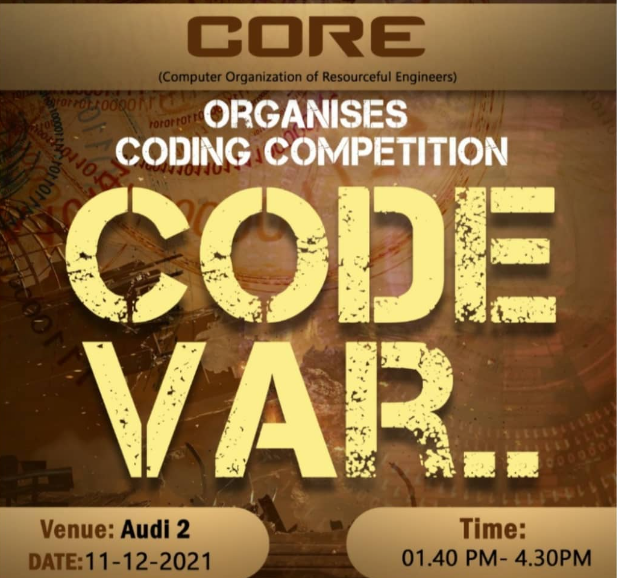 CORE
(Computer Organization of Resourceful Engineers)
ORGANISES
CODING COMPETITION
CODE
VAR..
Venue: Audi 2
DATE:11-12-2021
Time:
01.40 PM- 4.30PM